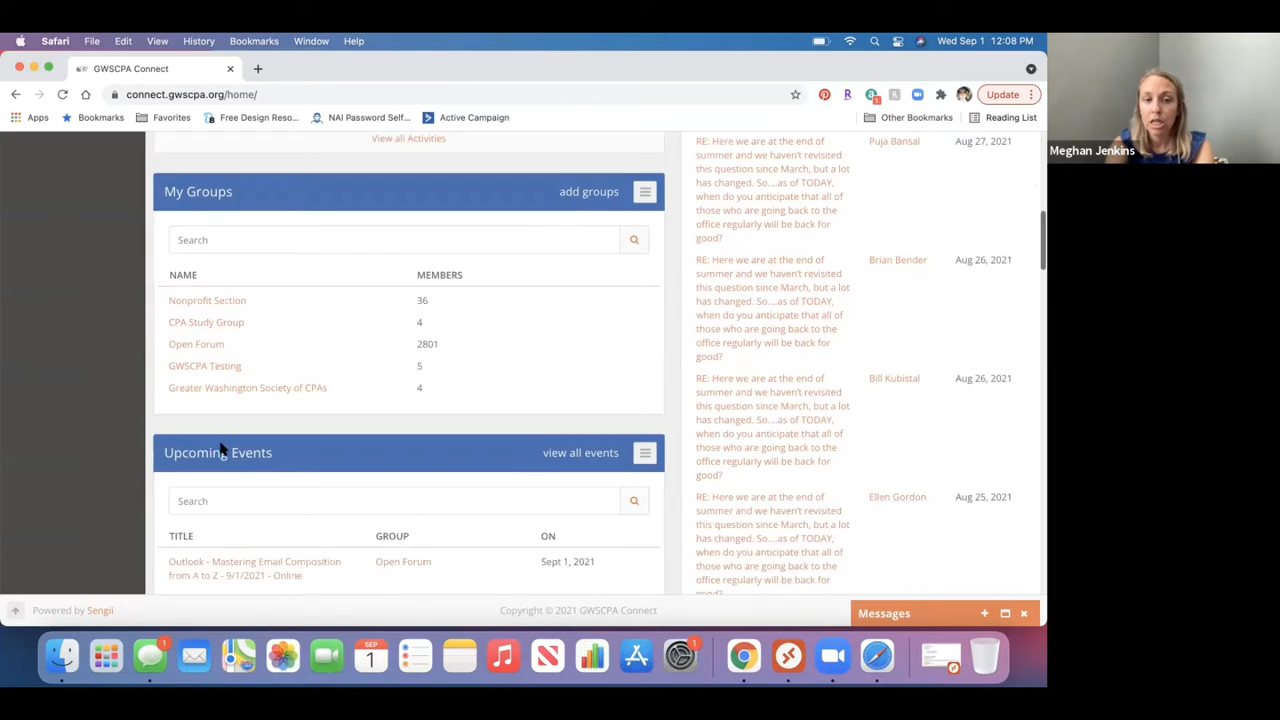 Safari File Edit View History Bookmarks Window Help Wed Sep 1 12:08 PM
GWSCPA Connect
connect.gwscpa.org/home/ Update
Apps Bookmarks Favorites Free Design Reso... NAI Password Self... Active Campaign Other Bookmarks Reading List
Meghan Jenkins
View all Activities
My Groups add groups
Search
NAME MEMBERS
Nonprofit Section 36
CPA Study Group 4
Open Forum 2801
GWSCPA Testing 5
Greater Washington Society of CPAs 4
Upcoming Events view all events
Search
TITLE GROUP ON
Outlook - Mastering Email Composition Open Forum Sept 1, 2021
from A to Z - 9/1/2021 - Online
RE: Here we are at the end of Puja Bansal Aug 27, 2021
summer and we haven't revisited
this question since March, but a lot
has changed. So....as of TODAY,
when do you anticipate that all of
those who are going back to the
office regularly will be back for
good?
RE: Here we are at the end of Brian Bender Aug 26, 2021
summer and we haven't revisited
this question since March, but a lot
has changed. So....as of TODAY,
when do you anticipate that all of
those who are going back to the
office regularly will be back for
good?
RE: Here we are at the end of Bill Kubistal Aug 26, 2021
summer and we haven't revisited
this question since March, but a lot
has changed. So....as of TODAY,
when do you anticipate that all of
those who are going back to the
office regularly will be back for
good?
RE: Here we are at the end of Ellen Gordon Aug 25, 2021
summer and we haven't revisited
this question since March, but a lot
has changed. So....as of TODAY,
when do you anticipate that all of
those who are going back to the
office regularly will be back for
good?
Powered by Sengii Copyright © 2021 GWSCPA Connect Messages
1 SEP 1 1